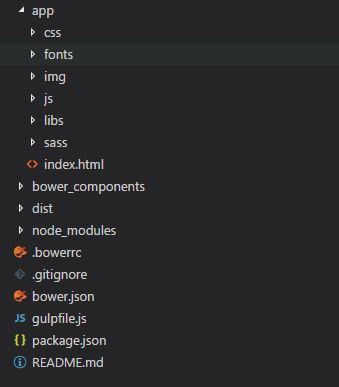 app
css
fonts
img
js
libs
sass
<> index.html
bower_components
dist
node_modules
.bowerrc
.gitignore
bower.json
JS gulpfile.js
{} package.json
README.md